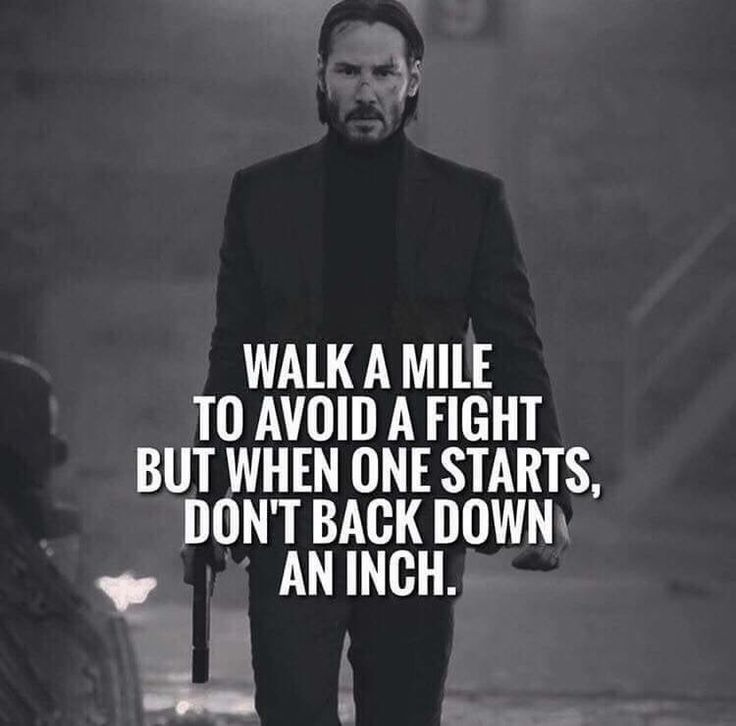 WALK A MILE
TO AVOID A FIGHT
BUT WHEN ONE STARTS,
DON'T BACK DOWN
AN INCH.